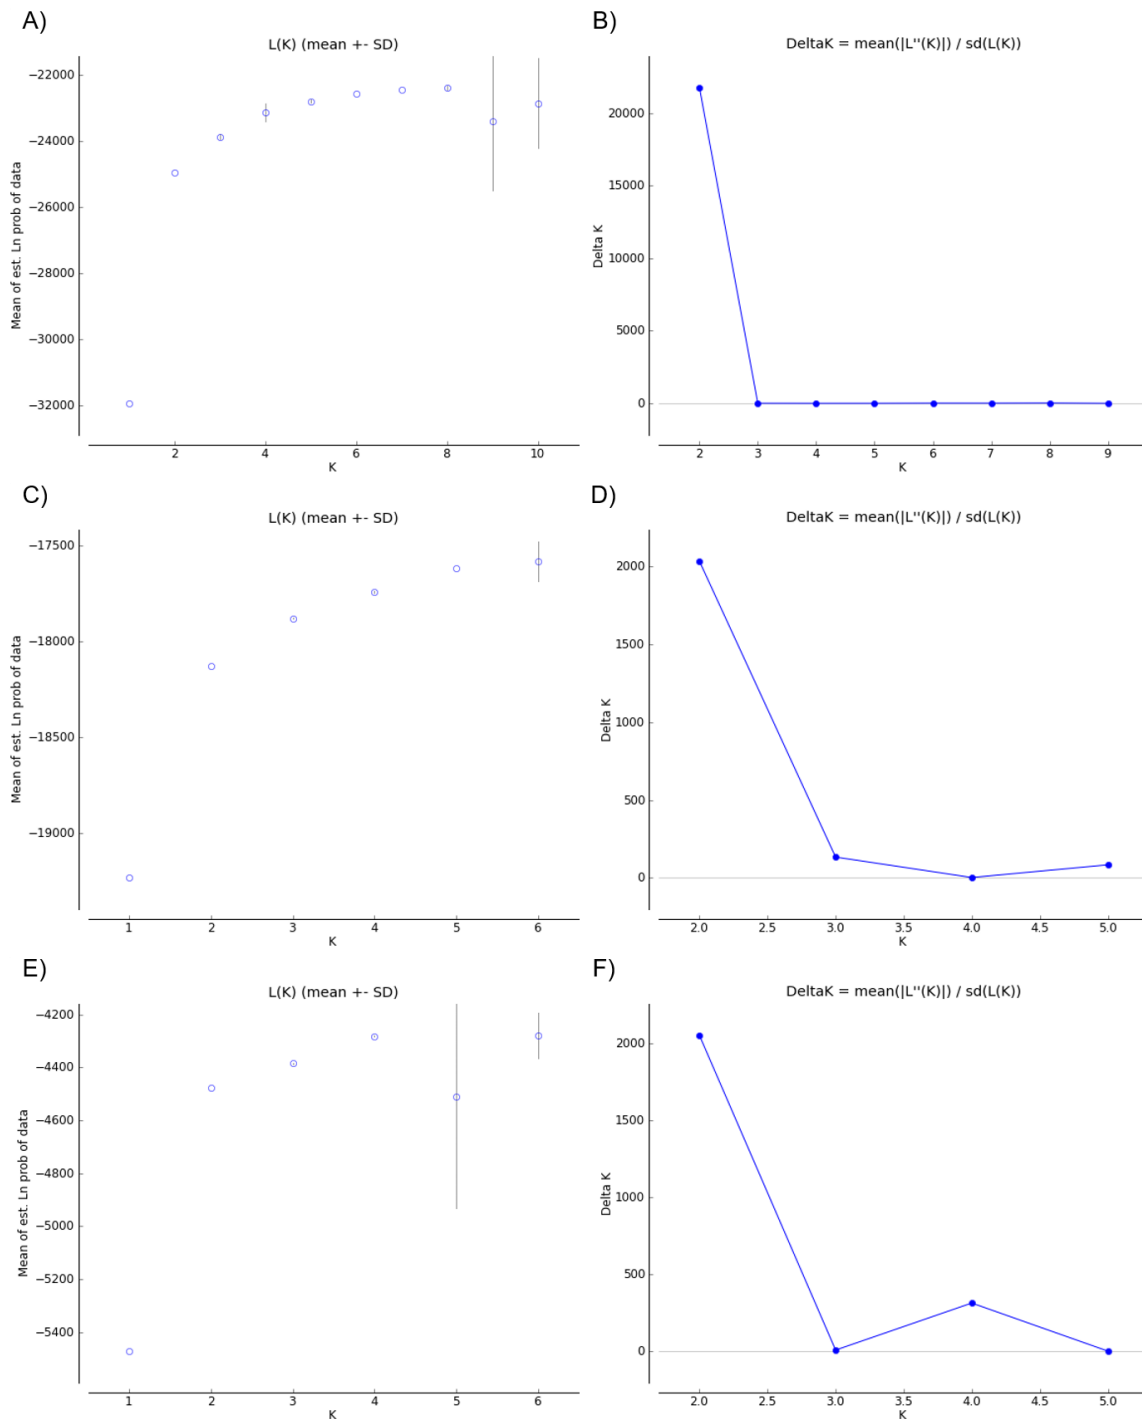 A)
L(K) (mean +- SD)
Mean of est. Ln prob of data
−22000
−24000
−26000
−28000
−30000
−32000
2 4 6 8 10
K
B)
DeltaK = mean(|L''(K)|) / sd(L(K))
Delta K
20000
15000
10000
5000
0
2 3 4 5 6 7 8 9
K
C)
L(K) (mean +- SD)
Mean of est. Ln prob of data
−17500
−18000
−18500
−19000
1 2 3 4 5 6
K
D)
DeltaK = mean(|L''(K)|) / sd(L(K))
Delta K
2000
1500
1000
500
0
2.0 2.5 3.0 3.5 4.0 4.5 5.0
K
E)
L(K) (mean +- SD)
Mean of est. Ln prob of data
−4200
−4400
−4600
−4800
−5000
−5200
−5400
1 2 3 4 5 6
K
F)
DeltaK = mean(|L''(K)|) / sd(L(K))
Delta K
2000
1500
1000
500
0
2.0 2.5 3.0 3.5 4.0 4.5 5.0
K